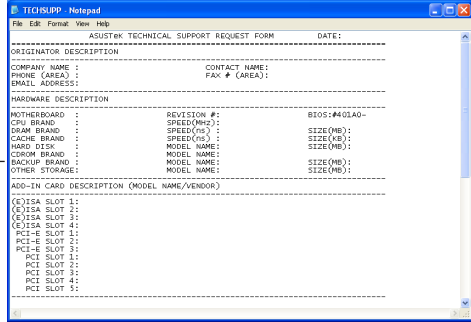 TECHSUPP - Notepad
File Edit Format View Help
ASUSTeK TECHNICAL SUPPORT REQUEST FORM DATE:
ORIGINATOR DESCRIPTION
COMPANY NAME : CONTACT NAME:
PHONE (AREA) : FAX # (AREA):
EMAIL ADDRESS:
HARDWARE DESCRIPTION
MOTHERBOARD : REVISION #: BIOS:#401A0-
CPU BRAND : SPEED(MHz):
DRAM BRAND : SPEED(ns) : SIZE(MB):
CACHE BRAND : SPEED(ns) : SIZE(KB):
HARD DISK : MODEL NAME: SIZE(MB):
CDROM BRAND : MODEL NAME:
BACKUP BRAND : MODEL NAME: SIZE(MB):
OTHER STORAGE: MODEL NAME: SIZE(MB):
ADD-IN CARD DESCRIPTION (MODEL NAME/VENDOR)
(E)ISA SLOT 1:
(E)ISA SLOT 2:
(E)ISA SLOT 3:
(E)ISA SLOT 4:
PCI-E SLOT 1:
PCI-E SLOT 2:
PCI-E SLOT 3:
PCI SLOT 1:
PCI SLOT 2:
PCI SLOT 3:
PCI SLOT 4:
PCI SLOT 5: